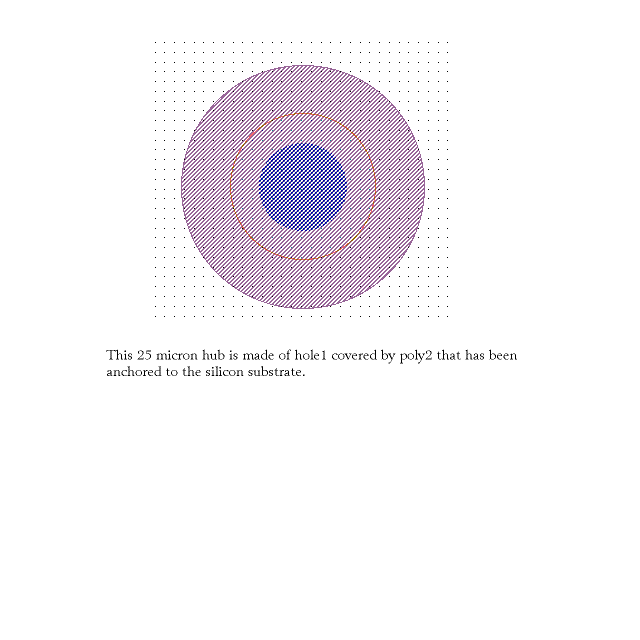 This 25 micron hub is made of hole1 covered by poly2 that has been
anchored to the silicon substrate.